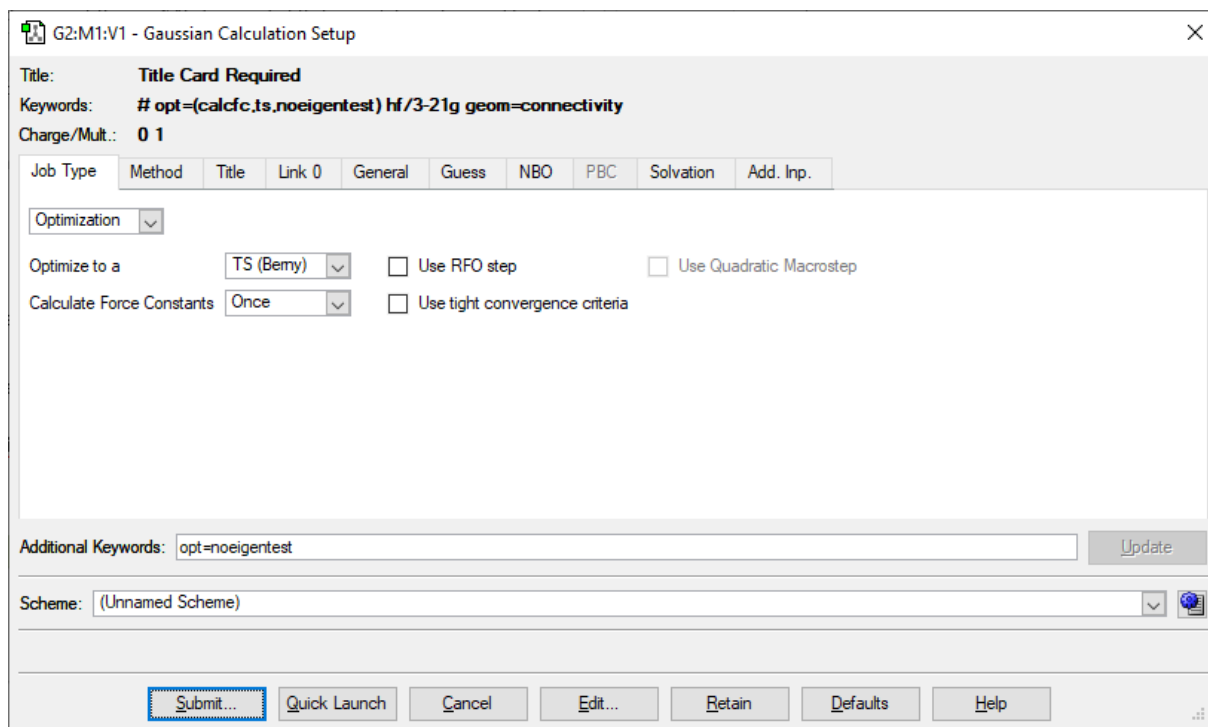 G2:M1:V1 - Gaussian Calculation Setup
Title: Title Card Required
Keywords: # opt=(calcfc,ts,noeigentest) hf/3-21g geom=connectivity
Charge/Mult.: 0 1
Job Type Method Title Link 0 General Guess NBO PBC Solvation Add. Inp.
Optimization
Optimize to a TS (Berny) Use RFO step Use Quadratic Macrostep
Calculate Force Constants Once Use tight convergence criteria
Additional Keywords: opt=noeigentest Update
Scheme: (Unnamed Scheme)
Submit... Quick Launch Cancel Edit... Retain Defaults Help